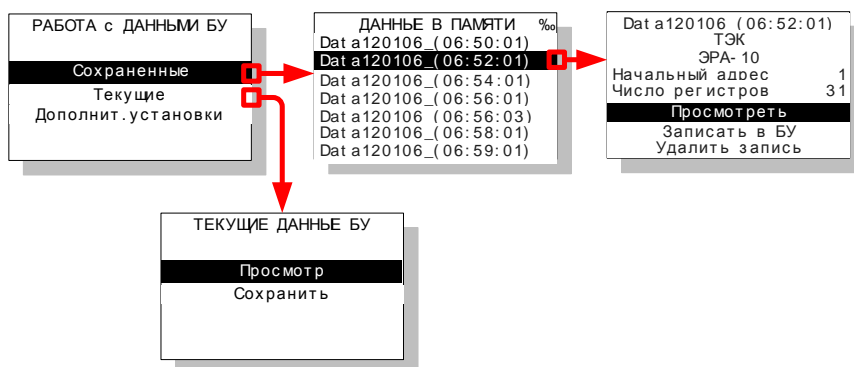 РАБОТА с ДАННЫМИ БУ
Сохраненные
Текущие
Дополнит.установки
ДАННЫЕ В ПАМЯТИ ‰
Data120106_(06:50:01)
Data120106_(06:52:01)
Data120106_(06:54:01)
Data120106_(06:56:01)
Data120106 (06:56:03)
Data120106_(06:58:01)
Data120106_(06:59:01)
Data120106 (06:52:01)
ТЭК
ЭРА-10
Начальный адрес 1
Число регистров 31
Просмотреть
Записать в БУ
Удалить запись
ТЕКУЩИЕ ДАННЫЕ БУ
Просмотр
Сохранить